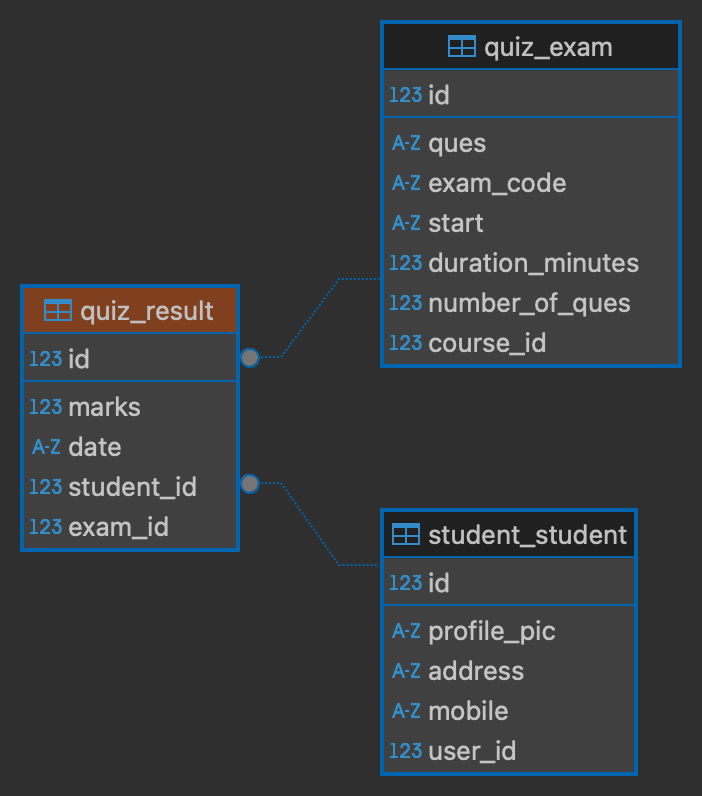 quiz_exam
123 id
A-Z ques
A-Z exam_code
A-Z start
123 duration_minutes
123 number_of_ques
123 course_id
quiz_result
123 id
123 marks
A-Z date
123 student_id
123 exam_id
student_student
123 id
A-Z profile_pic
A-Z address
A-Z mobile
123 user_id